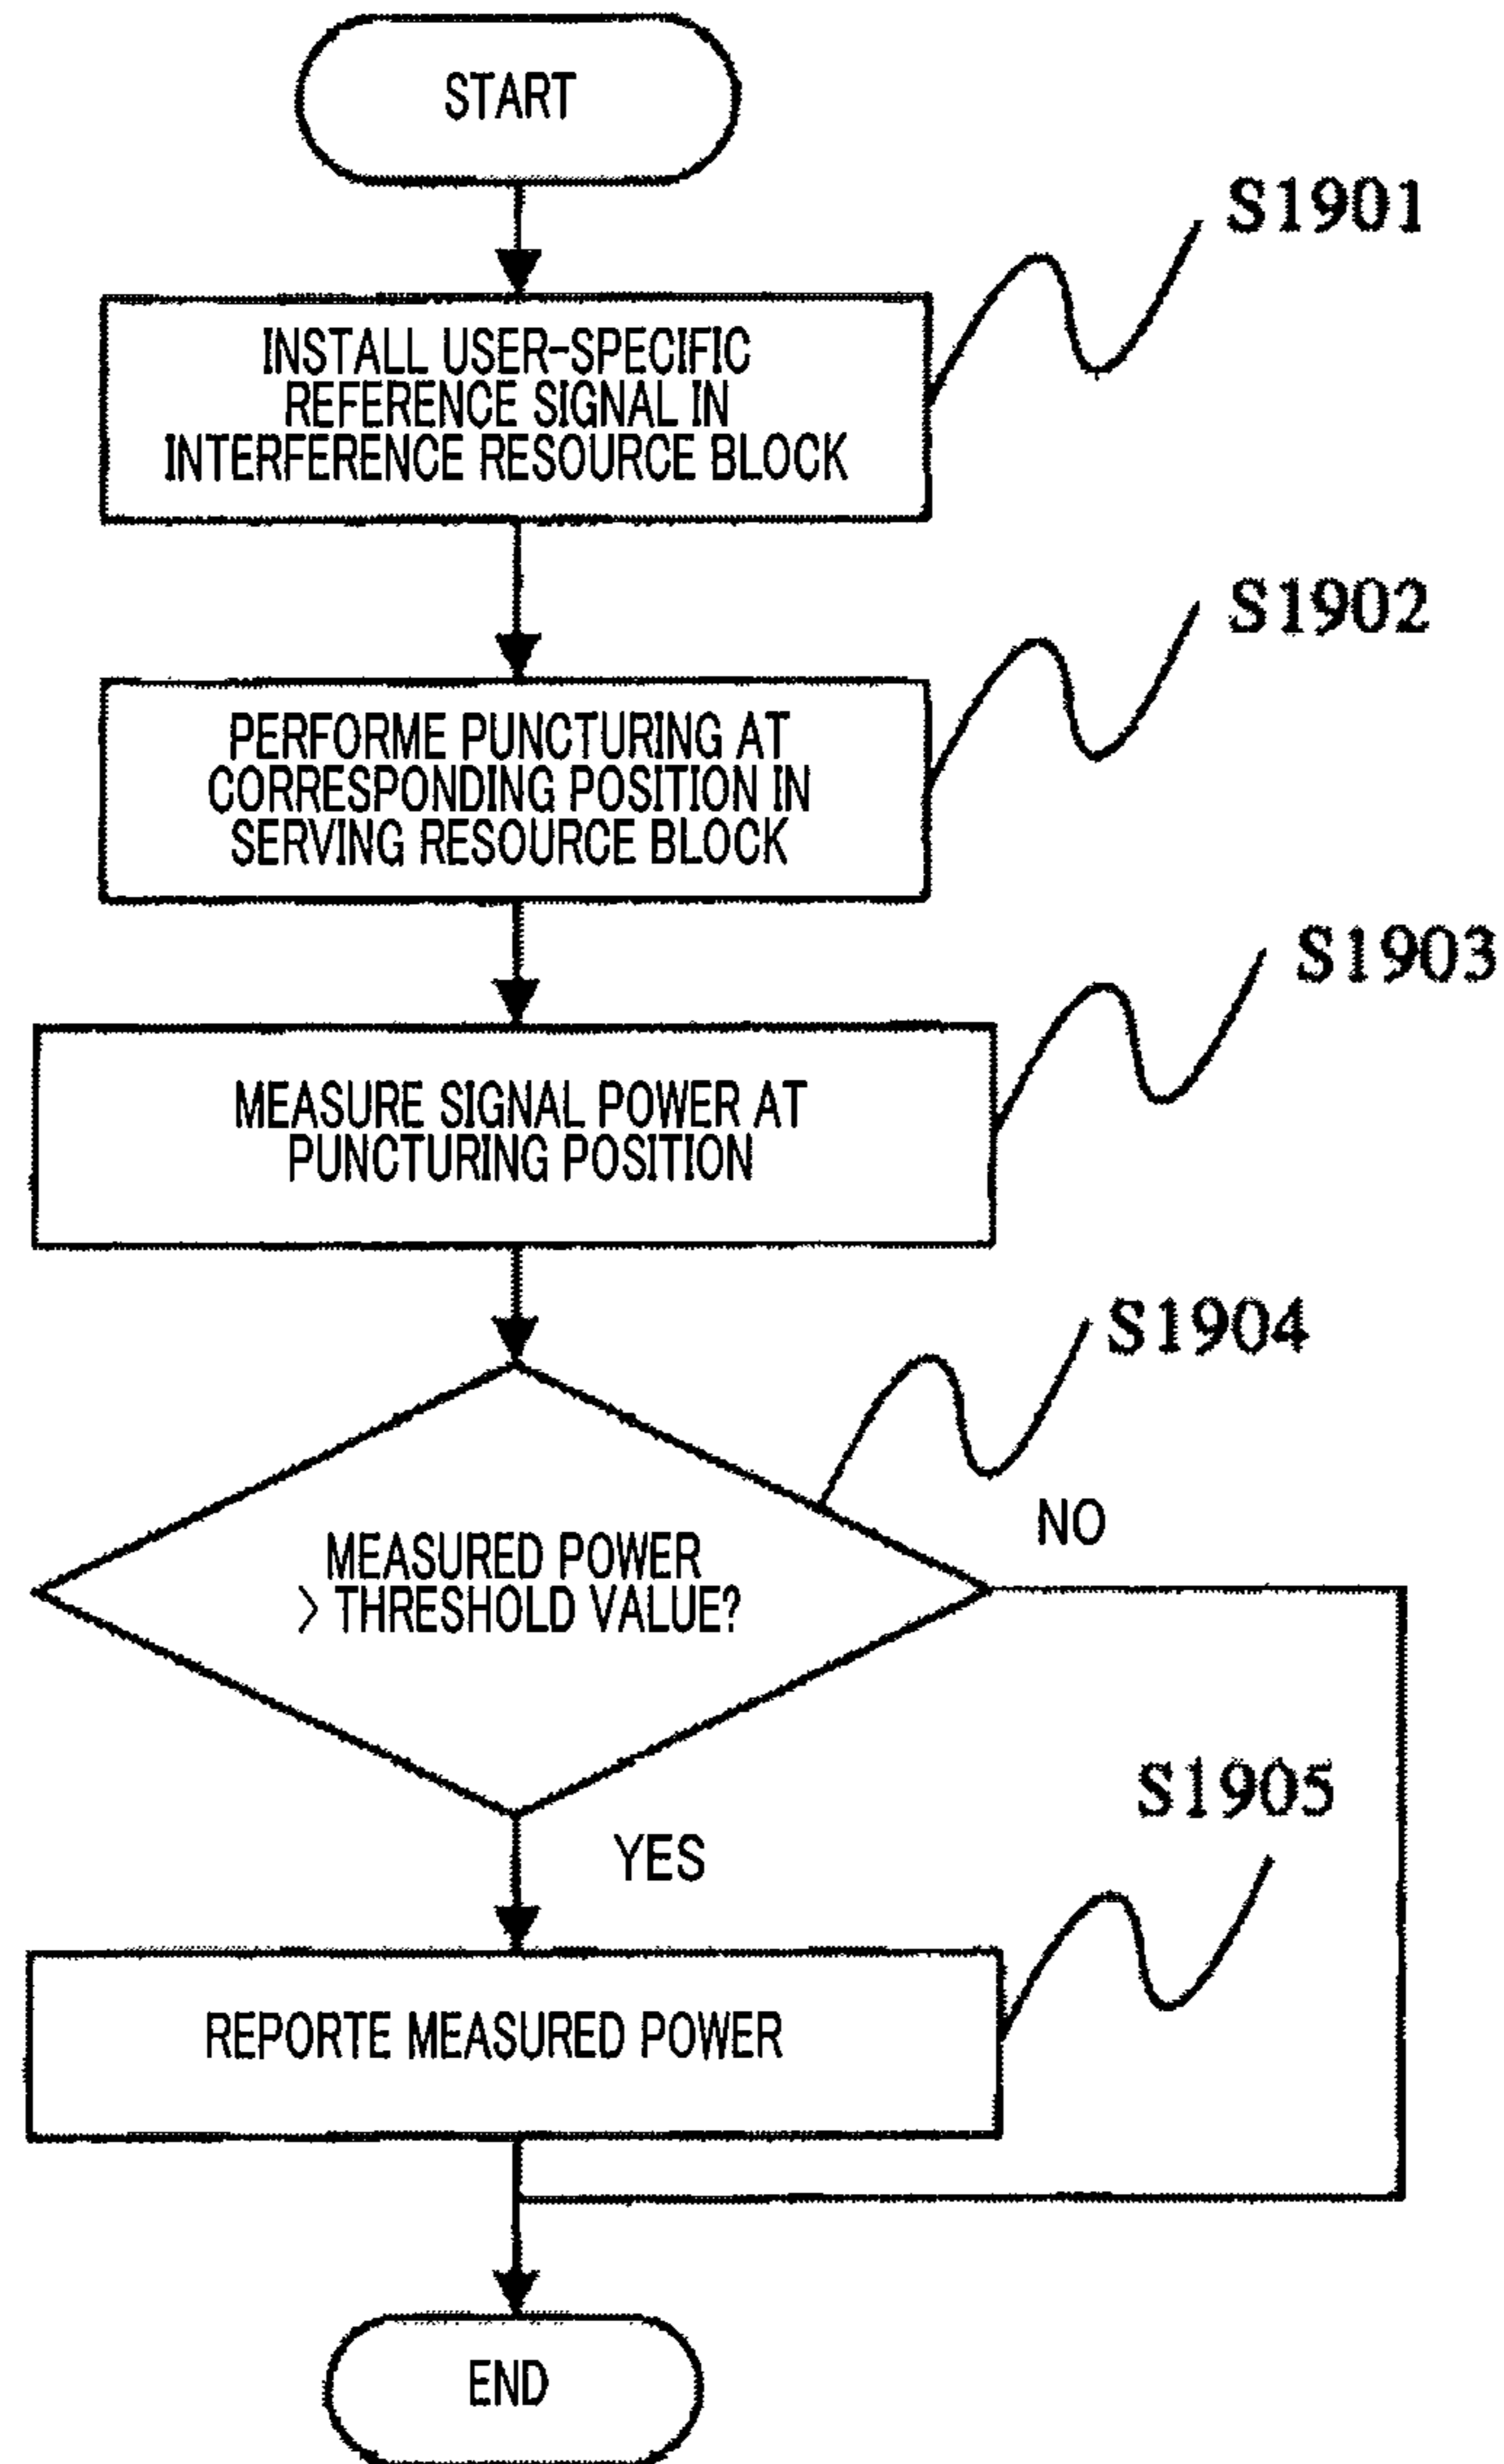 START
S1901
INSTALL USER-SPECIFIC
REFERENCE SIGNAL IN
INTERFERENCE RESOURCE BLOCK
S1902
PERFORME PUNCTURING AT
CORRESPONDING POSITION IN
SERVING RESOURCE BLOCK
S1903
MEASURE SIGNAL POWER AT
PUNCTURING POSITION
S1904
NO
MEASURED POWER
> THRESHOLD VALUE?
S1905
YES
REPORTE MEASURED POWER
END